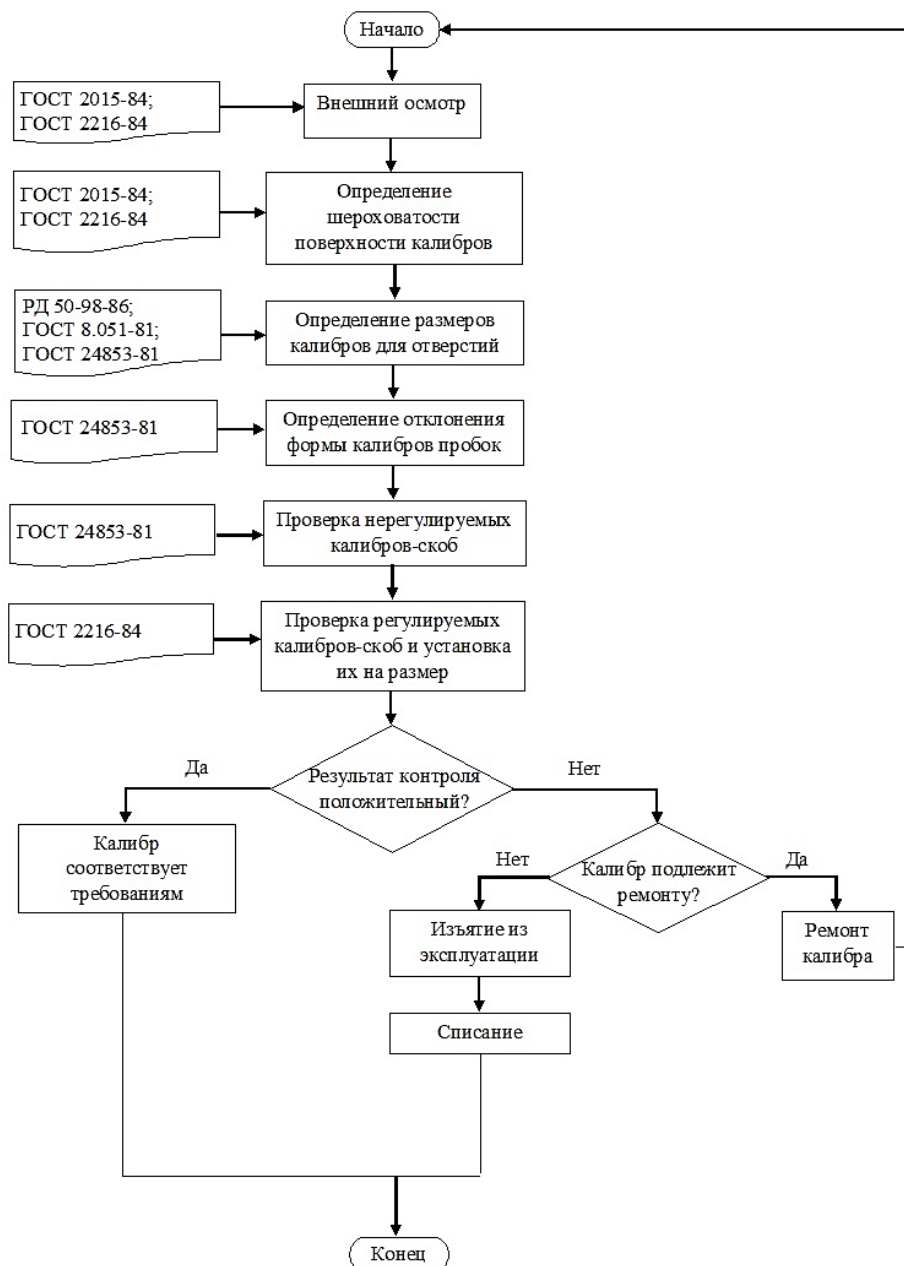 Начало
ГОСТ 2015-84;
ГОСТ 2216-84
Внешний осмотр
ГОСТ 2015-84;
ГОСТ 2216-84
Определение
шероховатости
поверхности калибров
РД 50-98-86;
ГОСТ 8.051-81;
ГОСТ 24853-81
Определение размеров
калибров для отверстий
ГОСТ 24853-81
Определение отклонения
формы калибров пробок
ГОСТ 24853-81
Проверка нерегулируемых
калибров-скоб
ГОСТ 2216-84
Проверка регулируемых
калибров-скоб и установка
их на размер
Да
Результат контроля
положительный?
Нет
Калибр
соответствует
требованиям
Нет
Калибр подлежит
ремонту?
Да
Изъятие из
эксплуатации
Ремонт
калибра
Списание
Конец